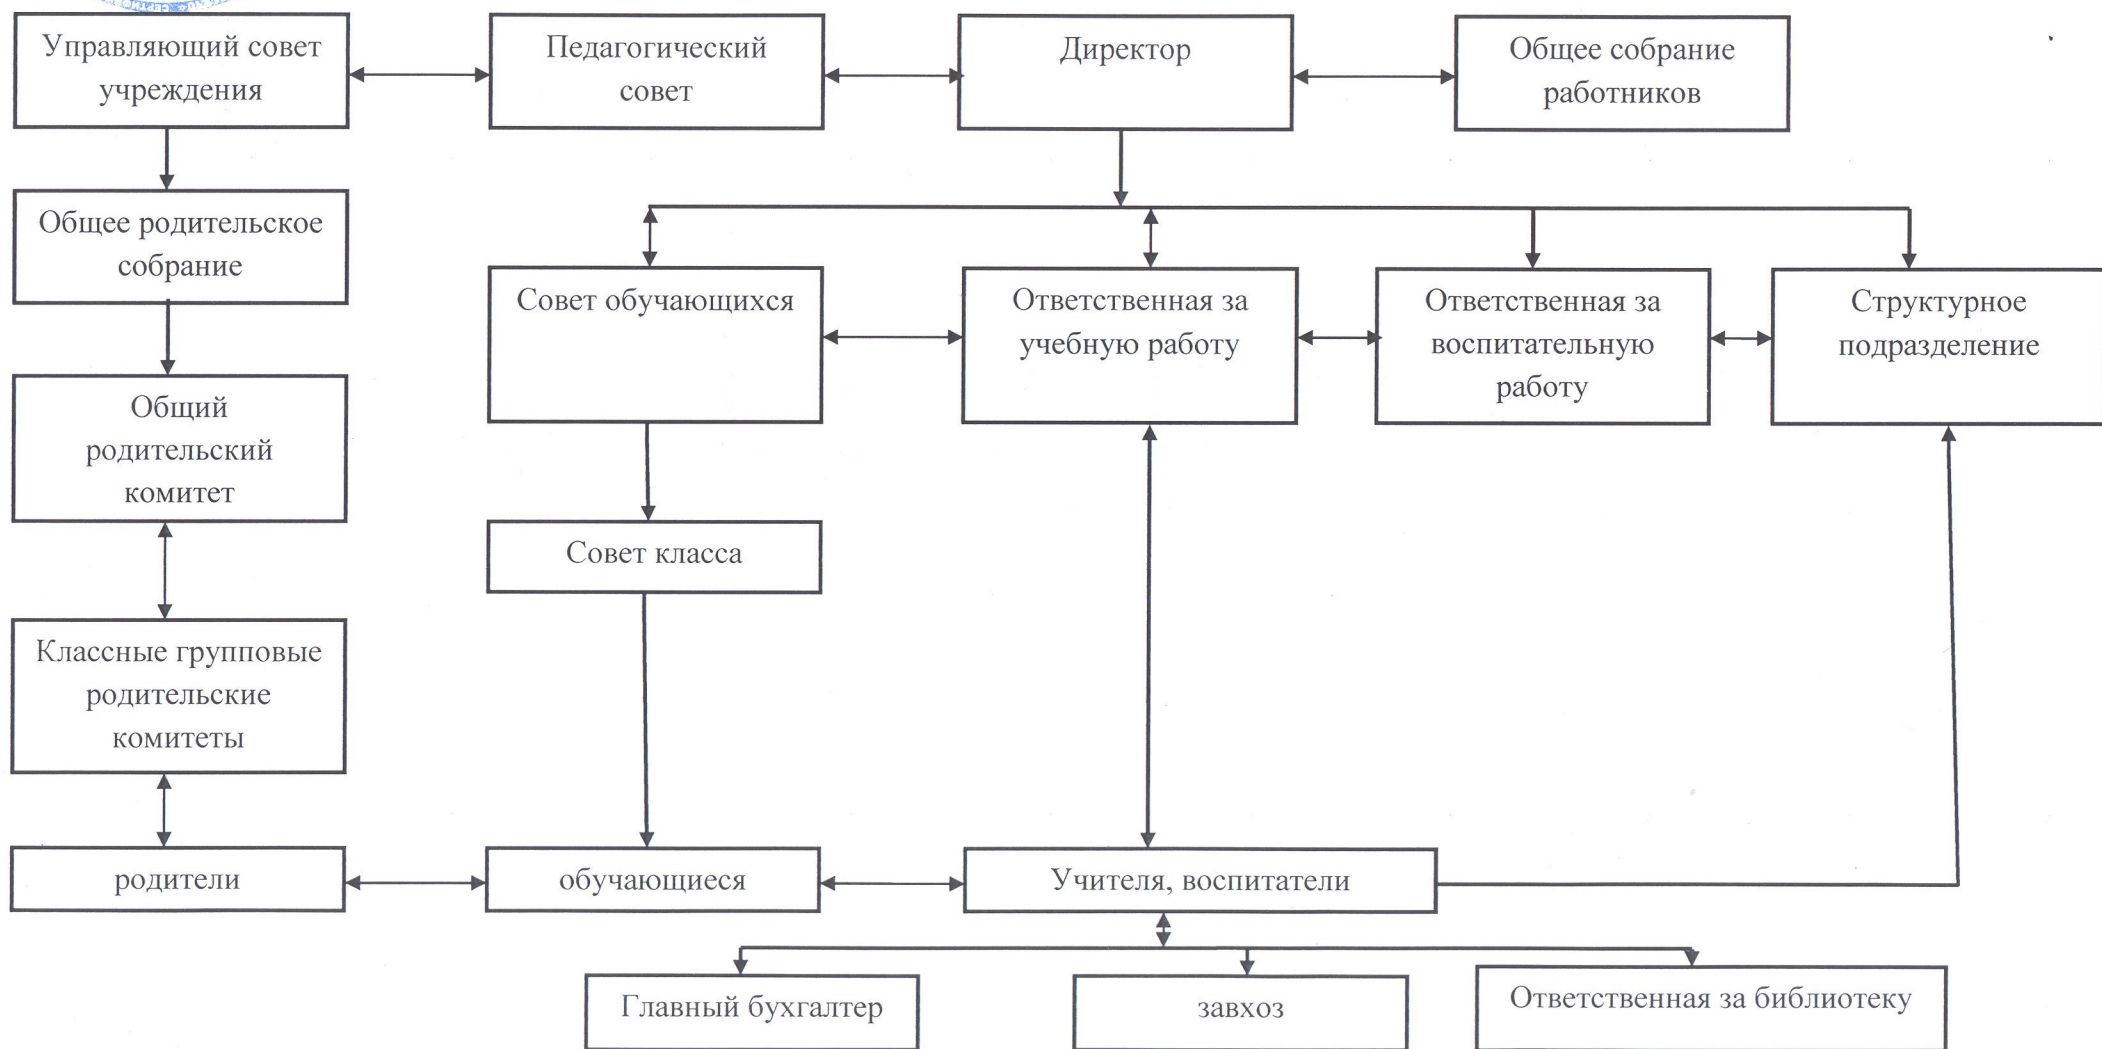 Управляющий совет
учреждения
Педагогический
совет
Директор
Общее собрание
работников
Общее родительское
собрание
Совет обучающихся
Ответственная за
учебную работу
Ответственная за
воспитательную
работу
Структурное
подразделение
Общий
родительский
комитет
Совет класса
Классные групповые
родительские
комитеты
родители
обучающиеся
Учителя, воспитатели
Главный бухгалтер
завхоз
Ответственная за библиотеку